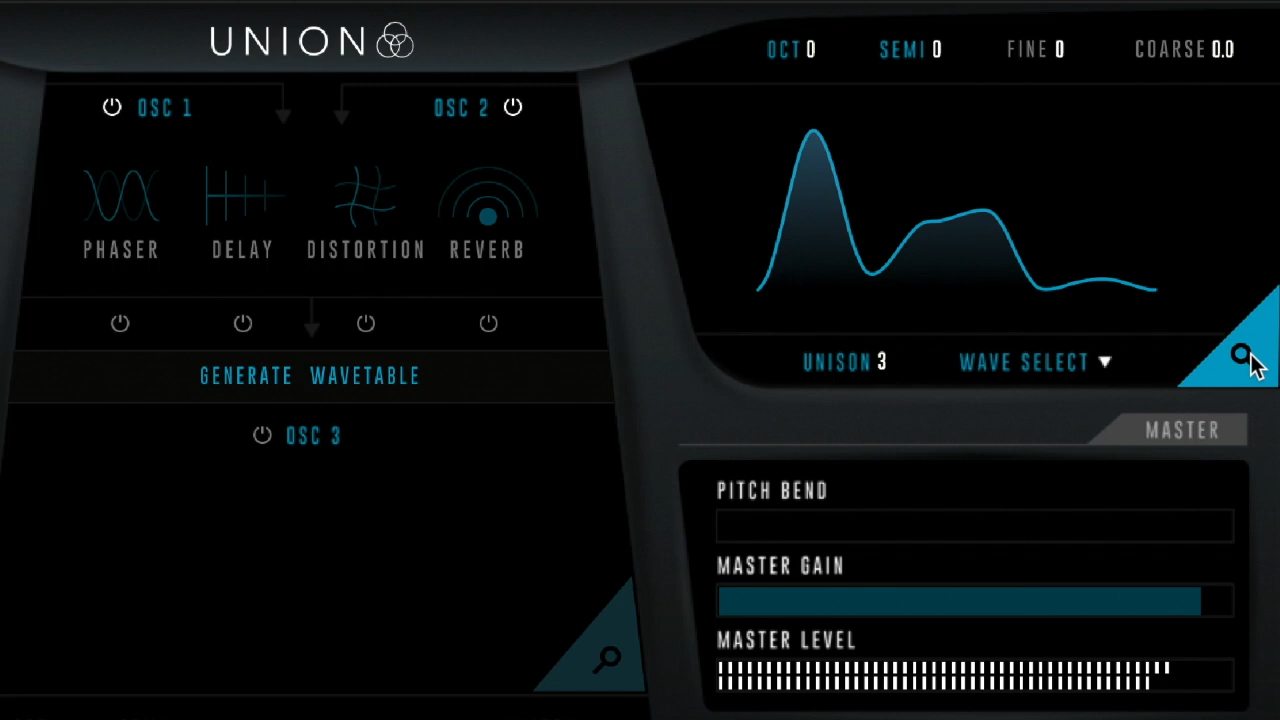 UNION
OCT 0 SEMI 0 FINE 0 COARSE 0.0
OSC 1 OSC 2
PHASER DELAY DISTORTION REVERB
GENERATE WAVETABLE
OSC 3
UNISON 3 WAVE SELECT
MASTER
PITCH BEND
MASTER GAIN
MASTER LEVEL